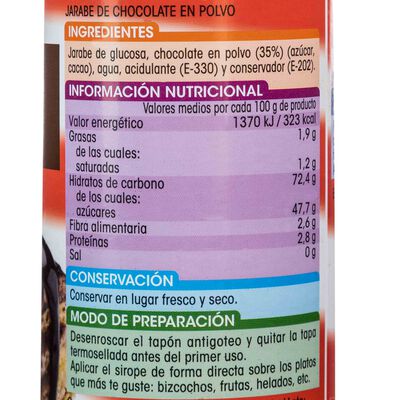 JARABE DE CHOCOLATE EN POLVO
INGREDIENTES
Jarabe de glucosa, chocolate en polvo (35%) (azúcar,
cacao), agua, acidulante (E-330) y conservador (E-202).
INFORMACIÓN NUTRICIONAL
Valores medios por cada 100 g de producto
Valor energético 1370 kJ / 323 kcal
Grasas 1,9 g
de las cuales:
saturadas 1,2 g
Hidratos de carbono 72,4 g
de los cuales:
azúcares 47,7 g
Fibra alimentaria 2,6 g
Proteínas 2,8 g
Sal 0 g
CONSERVACIÓN
Conservar en lugar fresco y seco.
MODO DE PREPARACIÓN
Desenroscar el tapón antigoteo y quitar la tapa
termosellada antes del primer uso.
Aplicar el sirope de forma directa sobre los platos
que más te guste: bizcochos, frutas, helados, etc.